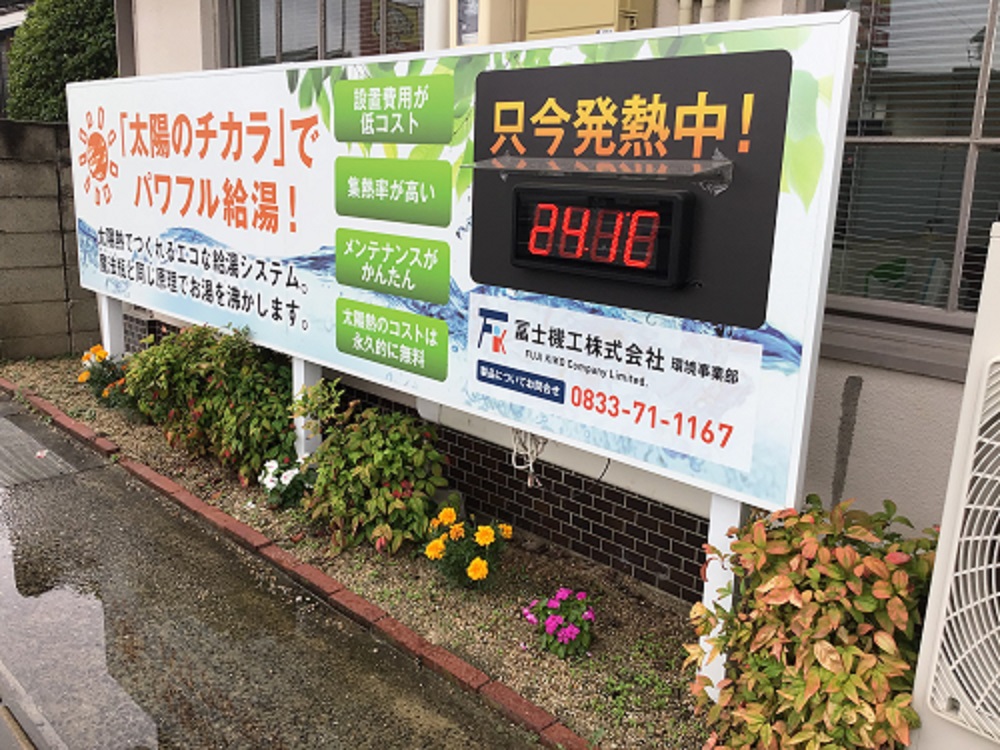 「太陽のチカラ」で
パワフル給湯！
太陽熱でつくれるエコな給湯システム。
魔法瓶と同じ原理でお湯を沸かします。
設置費用が
低コスト
集熱率が高い
メンテナンスが
かんたん
太陽熱のコストは
永久的に無料
只今発熱中！
24.1℃
FK
冨士機工株式会社 環境事業部
FUJI KIKO Company Limited.
製品についてお問合せ 0833-71-1167